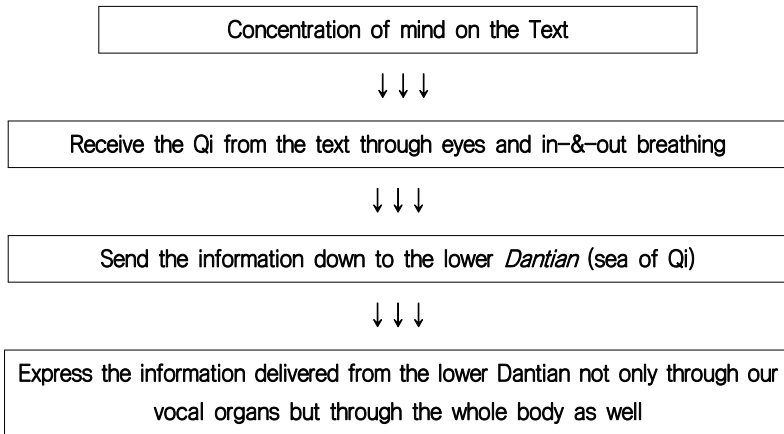 Concentration of mind on the Text
↓↓↓
Receive the Qi from the text through eyes and in-&-out breathing
↓↓↓
Send the information down to the lower Dantian (sea of Qi)
↓↓↓
Express the information delivered from the lower Dantian not only through our
vocal organs but through the whole body as well